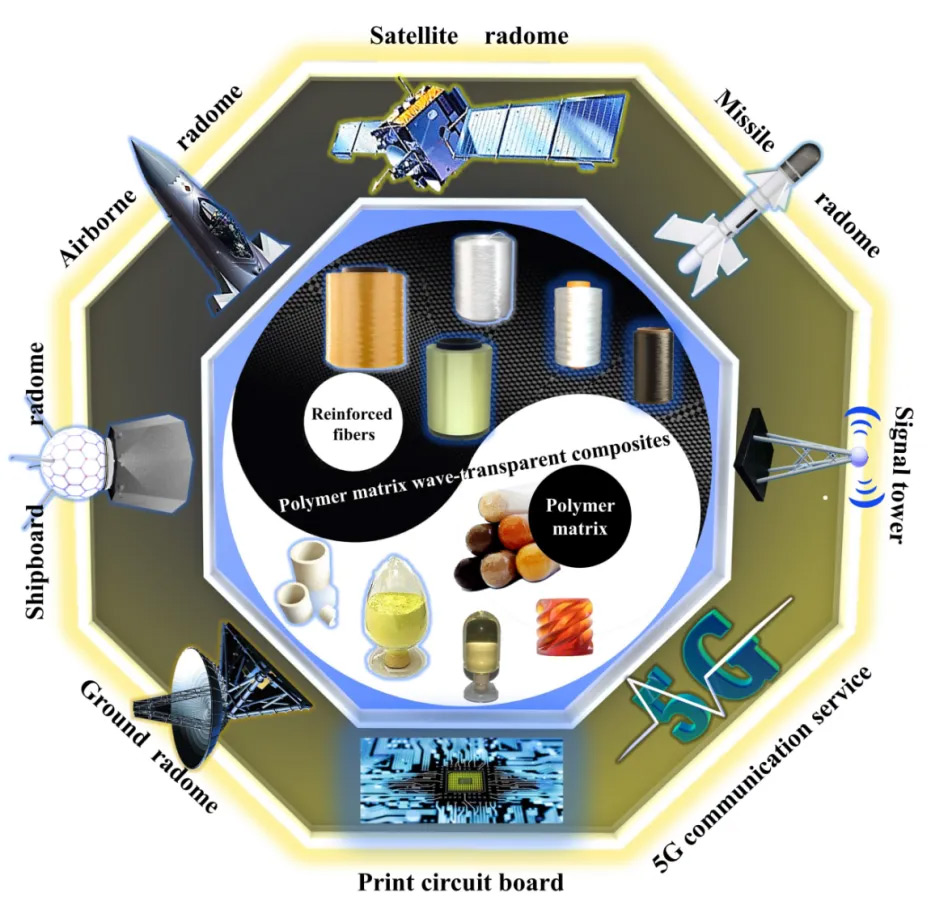 Satellite radome
Airborne radome
Missile radome
Shipboard radome
Signal tower
Ground radome
5G communication service
Print circuit board
Reinforced
fibers
Polymer matrix wave-transparent composites
Polymer
matrix
5G